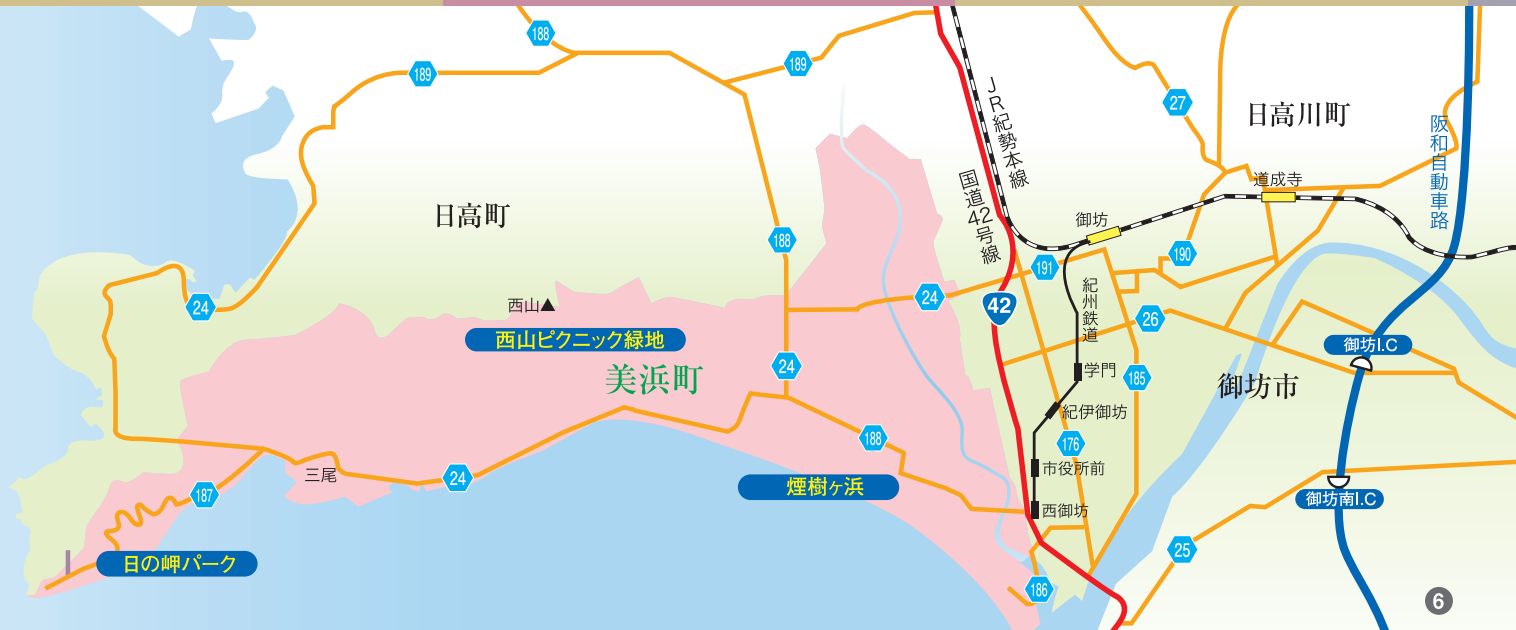 188
189
189
27
日高川町
JR紀勢本線
阪和自動車路
国道42号線
道成寺
日高町
御坊
188
191
190
24
24
42
紀州鉄道
26
西山▲
西山ピクニック緑地
美浜町
24
御坊I.C
学門
185
御坊市
紀伊御坊
188
176
三尾
24
市役所前
187
煙樹ヶ浜
西御坊
御坊南I.C
日の岬パーク
25
186
6